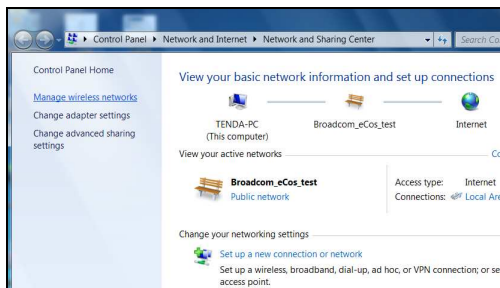 Control Panel ▸ Network and Internet ▸ Network and Sharing Center
Search Co
Control Panel Home
Manage wireless networks
Change adapter settings
Change advanced sharing
settings
View your basic network information and set up connections
TENDA-PC
(This computer)
Broadcom_eCos_test
Internet
View your active networks
Co
Broadcom_eCos_test
Public network
Access type: Internet
Connections: Local Are
Change your networking settings
Set up a new connection or network
Set up a wireless, broadband, dial-up, ad hoc, or VPN connection; or se
access point.